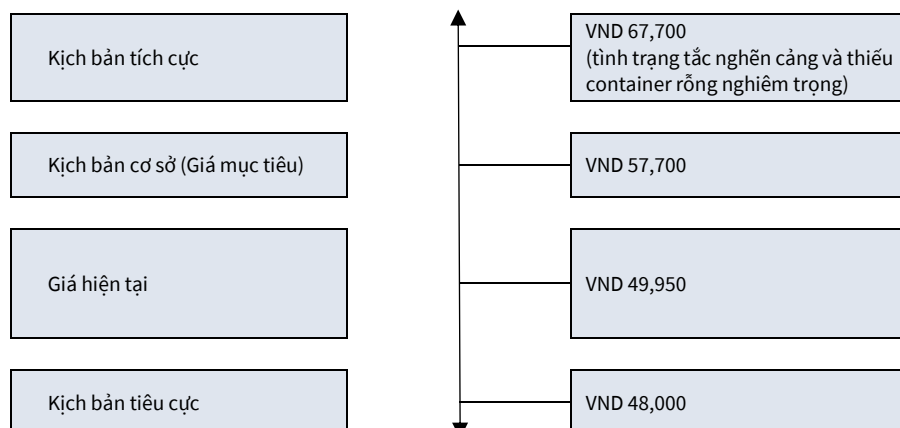 Kịch bản tích cực
VND 67,700
(tình trạng tắc nghẽn cảng và thiếu
container rỗng nghiêm trọng)
Kịch bản cơ sở (Giá mục tiêu)
VND 57,700
Giá hiện tại
VND 49,950
Kịch bản tiêu cực
VND 48,000